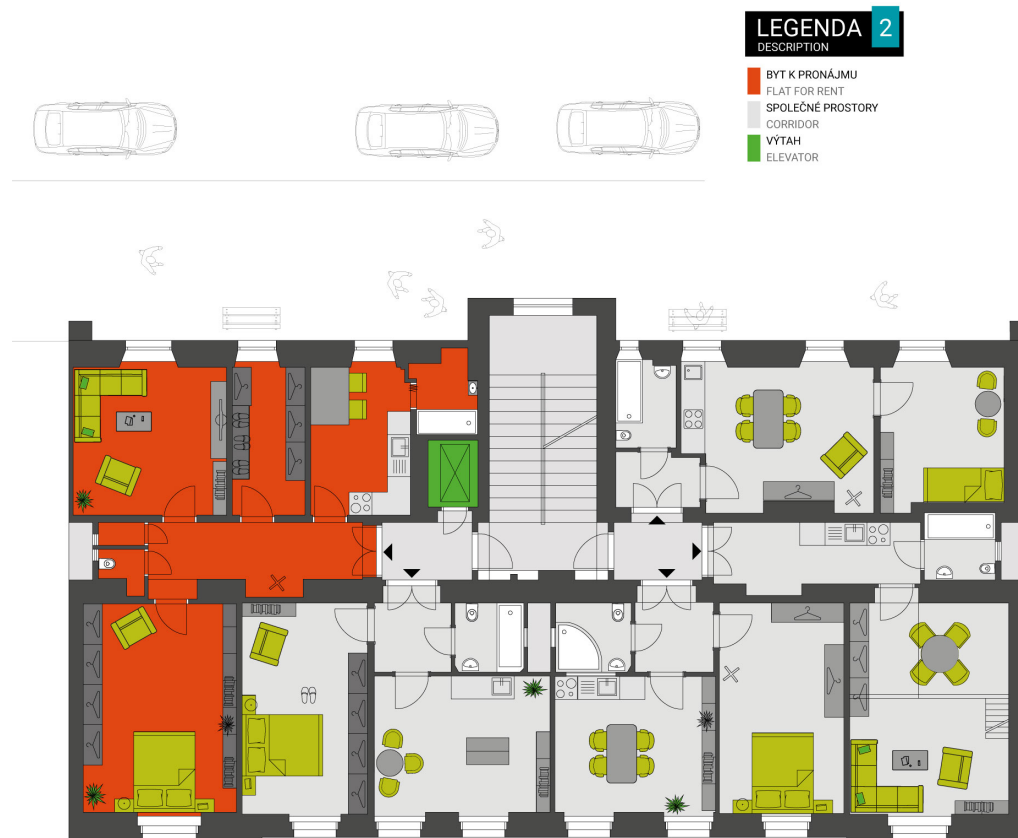 LEGENDA 2
DESCRIPTION
BYT K PRONÁJMU
FLAT FOR RENT
SPOLEČNÉ PROSTORY
CORRIDOR
VÝTAH
ELEVATOR